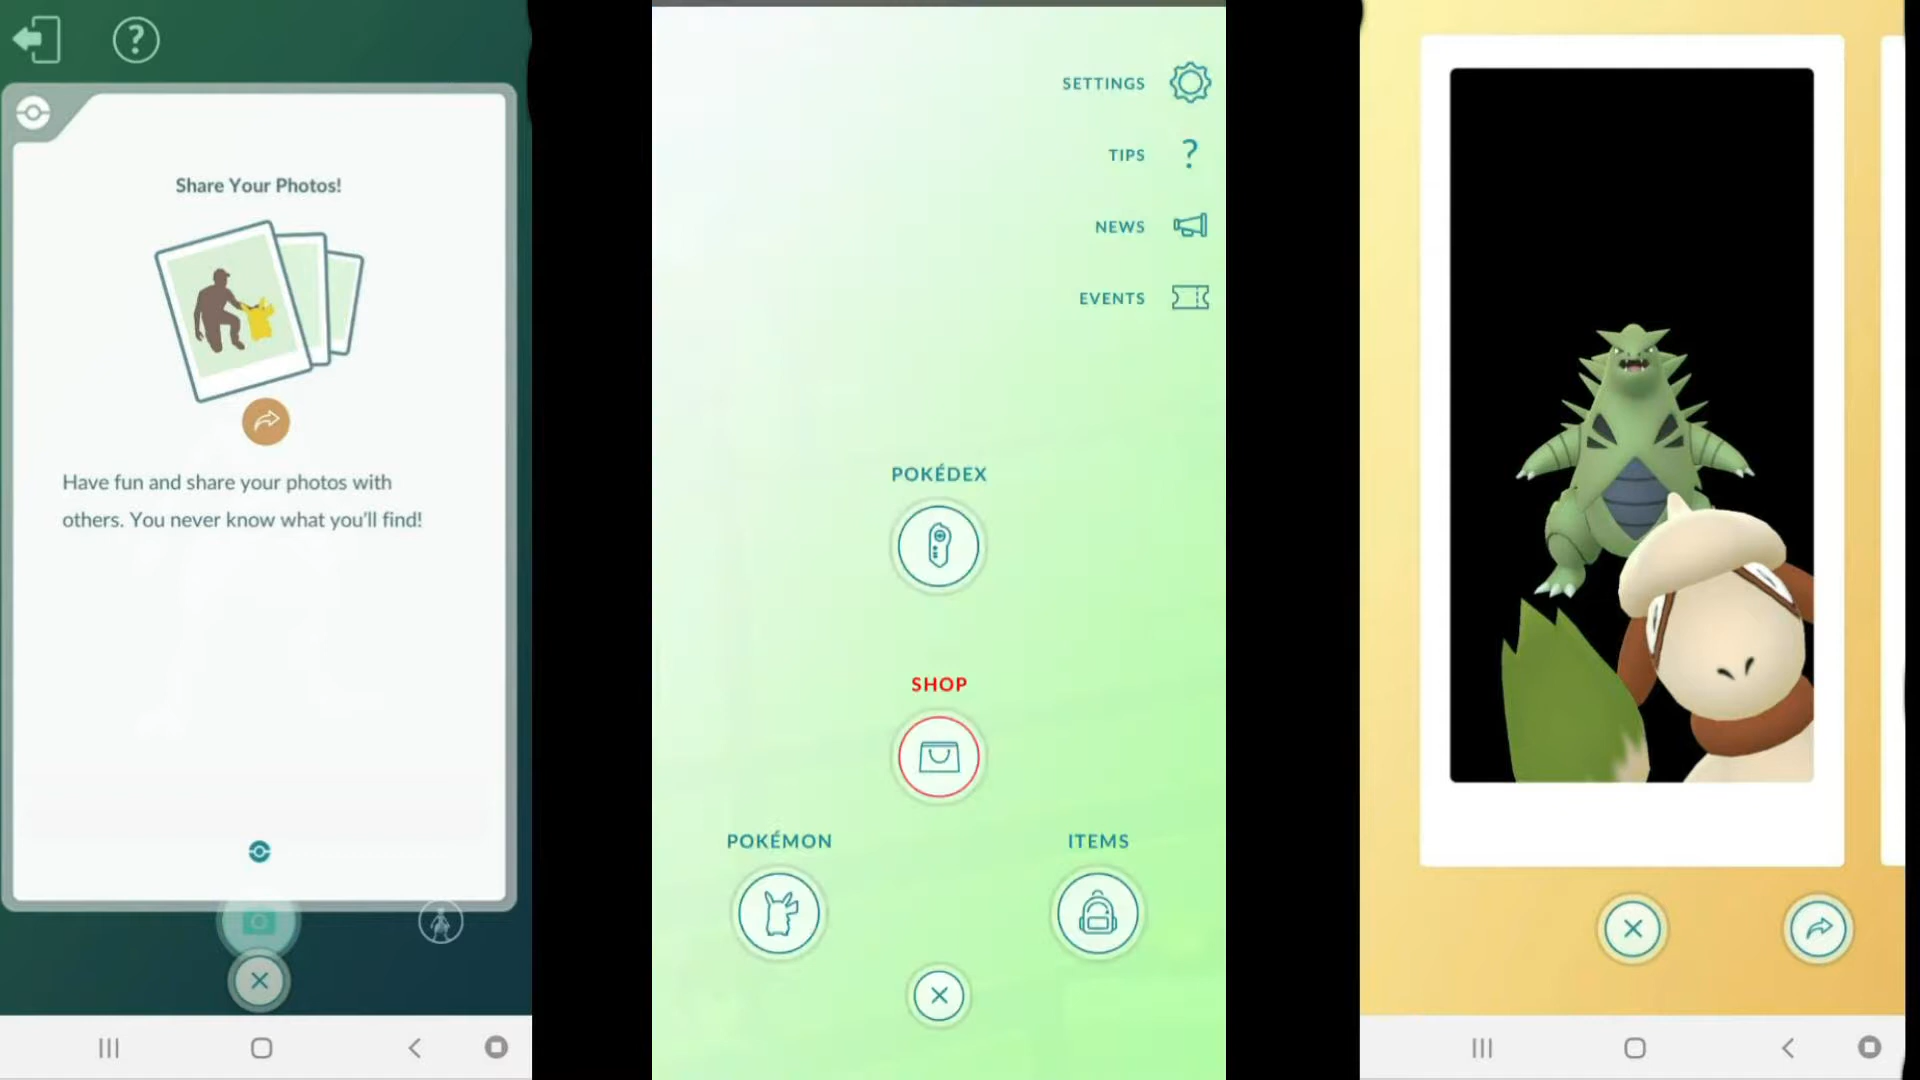 Share Your Photos!
Have fun and share your photos with
others. You never know what you'll find!
SETTINGS
TIPS
NEWS
EVENTS
POKÉDEX
SHOP
POKÉMON
ITEMS